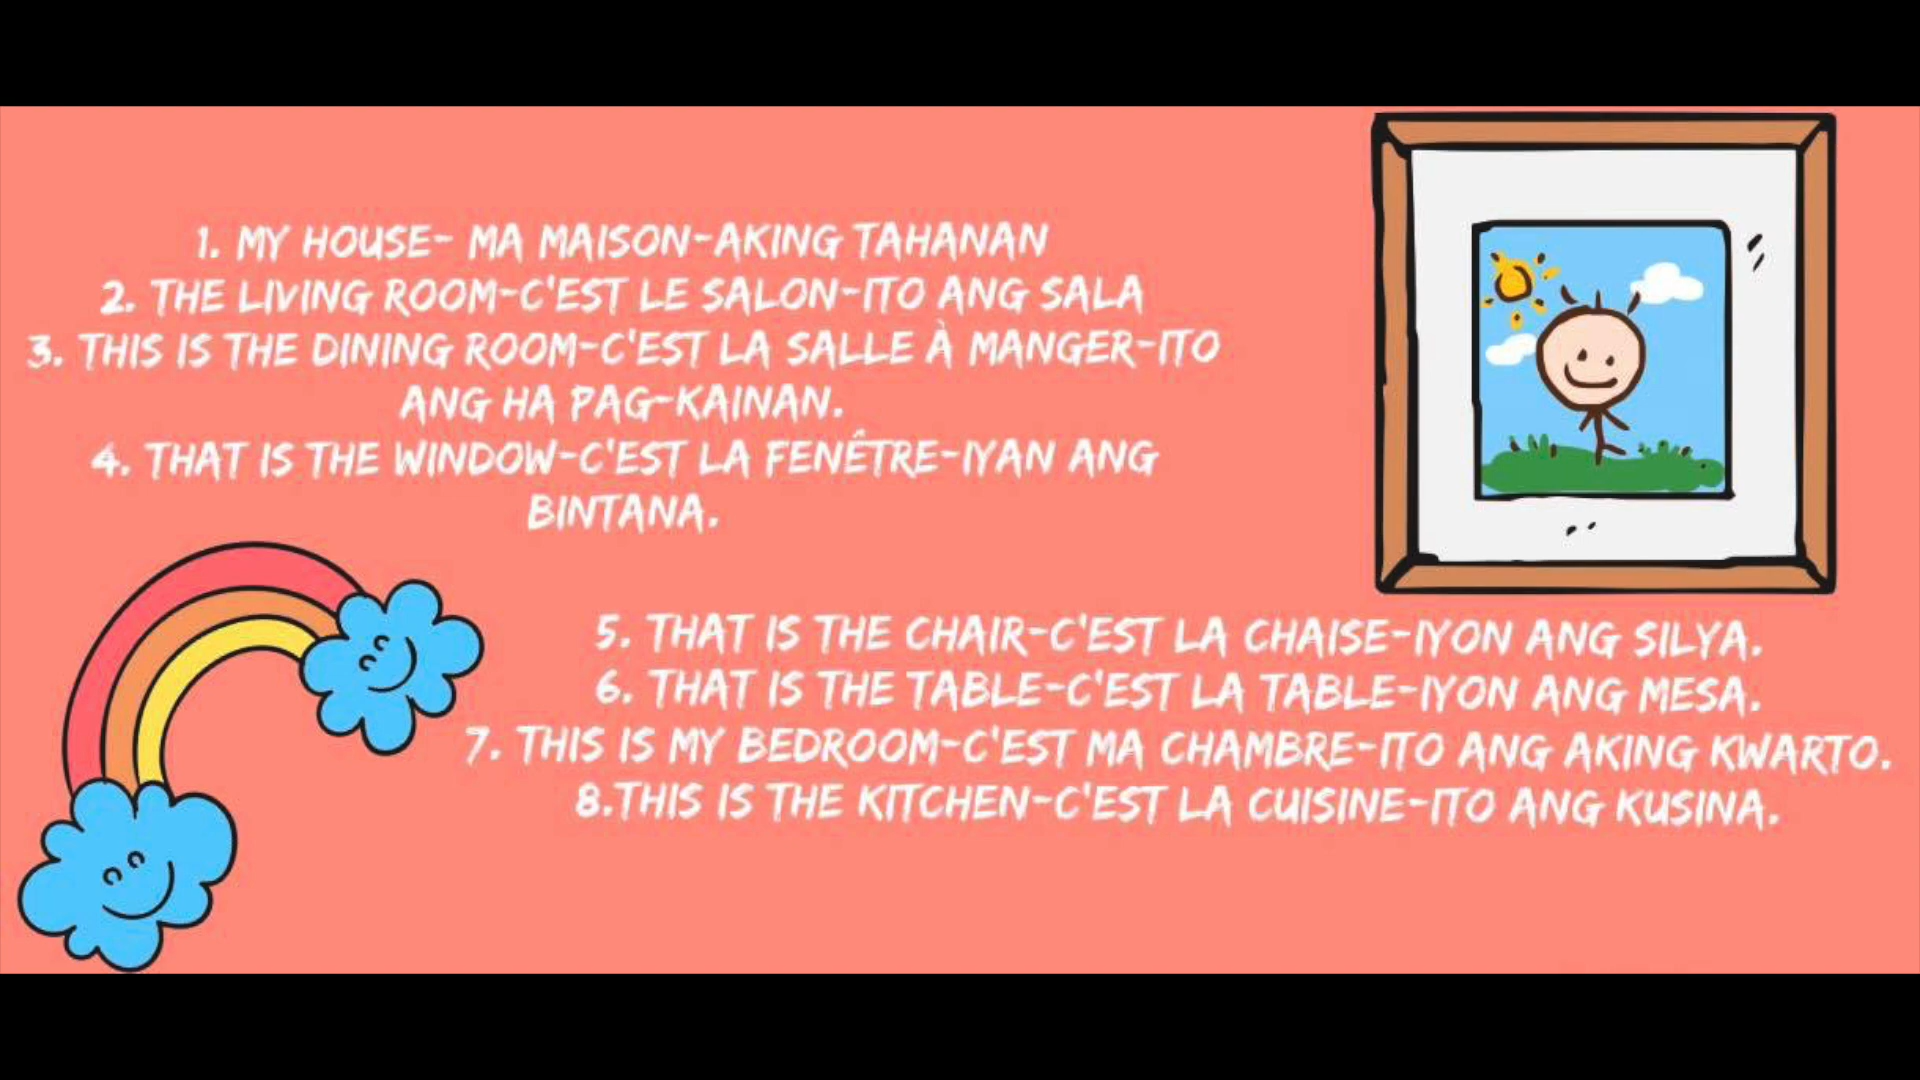 1. MY HOUSE- MA MAISON-AKING TAHANAN
2. THE LIVING ROOM-C'EST LE SALON-ITO ANG SALA
3. THIS IS THE DINING ROOM-C'EST LA SALLE À MANGER-ITO
ANG HA PAG-KAINAN.
4. THAT IS THE WINDOW-C'EST LA FENÊTRE-IYAN ANG
BINTANA.
5. THAT IS THE CHAIR-C'EST LA CHAISE-IYON ANG SILYA.
6. THAT IS THE TABLE-C'EST LA TABLE-IYON ANG MESA.
7. THIS IS MY BEDROOM-C'EST MA CHAMBRE-ITO ANG AKING KWARTO.
8.THIS IS THE KITCHEN-C'EST LA CUISINE-ITO ANG KUSINA.